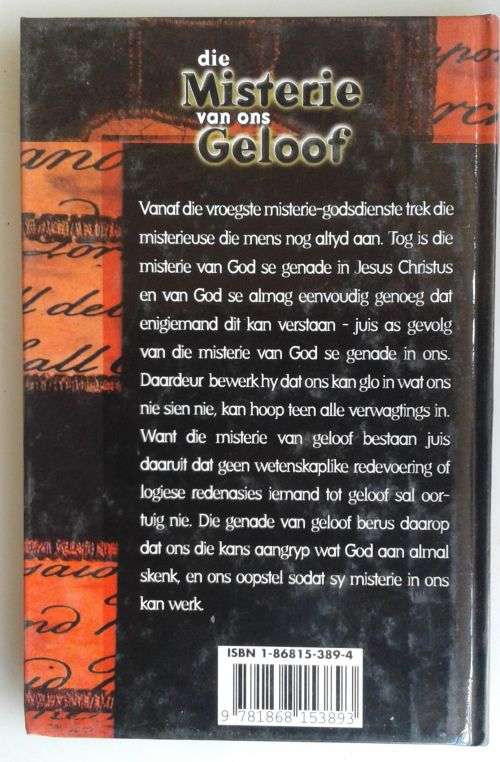 die
Misterie
van ons
Geloof
Vanaf die vroegste misterie-godsdienste trek die
misterieuse die mens nog altyd aan. Tog is die
misterie van God se genade in Jesus Christus
en van God se almag eenvoudig genoeg dat
enigiemand dit kan verstaan - juis as gevolg
van die misterie van God se genade in ons.
Daardeur bewerk hy dat ons kan glo in wat ons
nie sien nie, kan hoop teen alle verwagtings in.
Want die misterie van geloof bestaan juis
daaruit dat geen wetenskaplike redevoering of
logiese redenasies iemand tot geloof sal oor-
tuig nie. Die genade van geloof berus daarop
dat ons die kans aangryp wat God aan almal
skenk, en ons oopstel sodat sy misterie in ons
kan werk.
ISBN 1-86815-389-4
9 781868 153893
ano
all
said